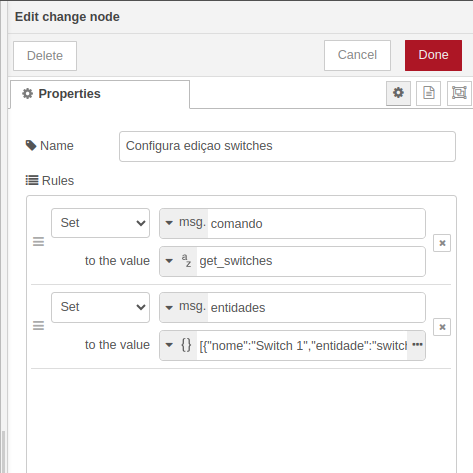 Edit change node
Delete
Cancel
Done
Properties
Name
Configura ediçao switches
Rules
Set
msg. comando
to the value
a
z
get_switches
Set
msg. entidades
to the value
{} [{"nome":"Switch 1","entidade":"switch